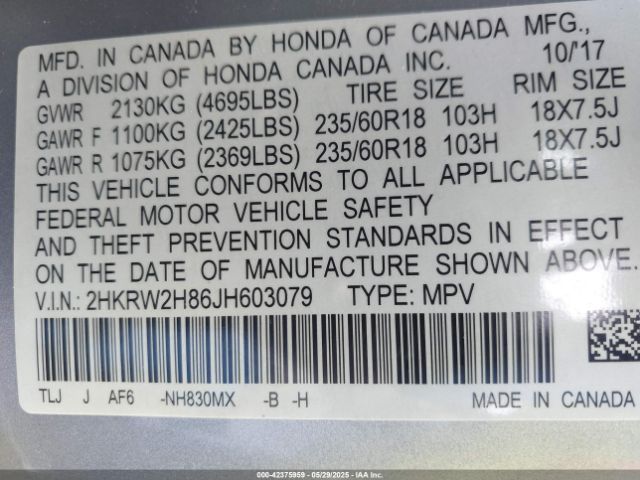 MFD. IN CANADA BY HONDA OF CANADA MFG.,
A DIVISION OF HONDA CANADA INC. 10/'17
GVWR 2130KG (4695LBS) TIRE SIZE RIM SIZE
GAWR F 1100KG (2425LBS) 235/60R18 103H 18X7.5J
GAWR R 1075KG (2369LBS) 235/60R18 103H 18X7.5J
THIS VEHICLE CONFORMS TO ALL APPLICABLE
FEDERAL MOTOR VEHICLE SAFETY
AND THEFT PREVENTION STANDARDS IN EFFECT
ON THE DATE OF MANUFACTURE SHOWN ABOVE.
V.I.N.: 2HKRW2H86JH603079 TYPE: MPV
TLJ J AF6 -NH830MX -B -H MADE IN CANADA
000-42375959 05/29/2025 IAAI.COM